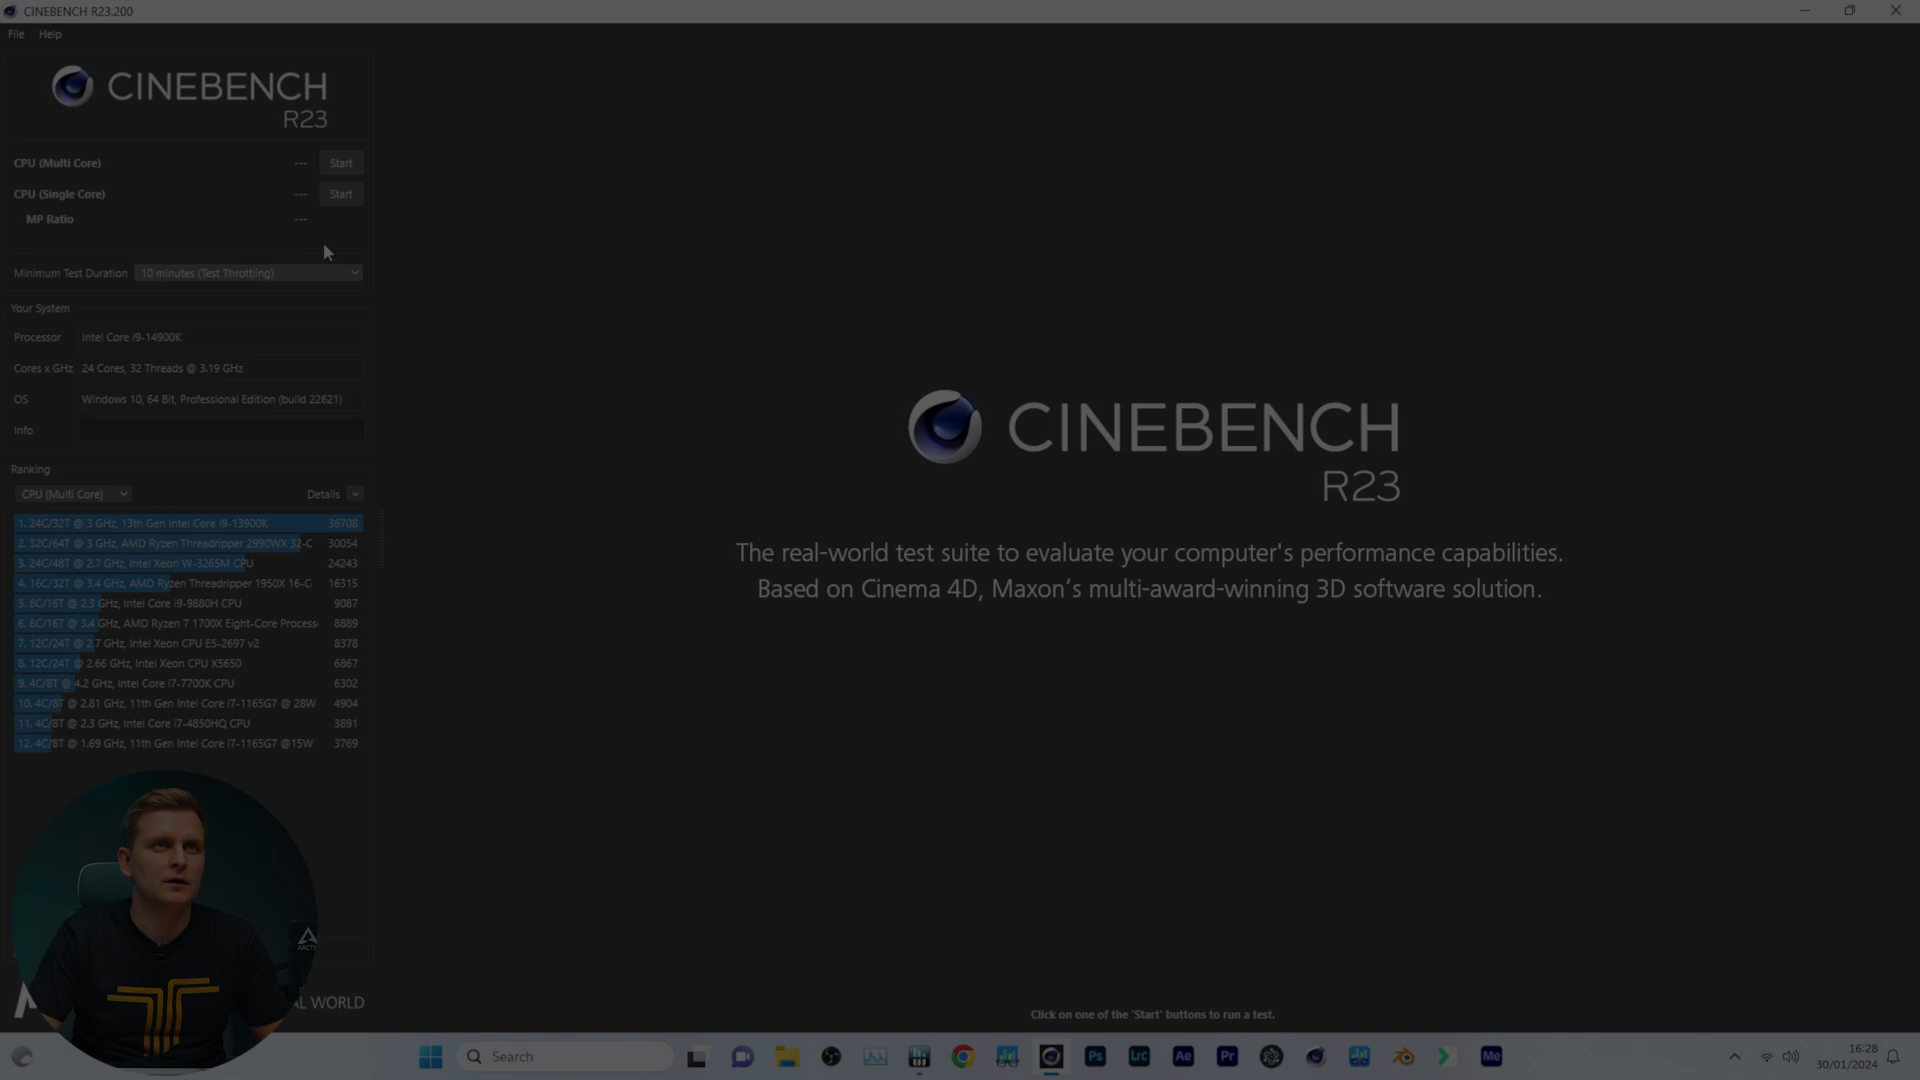 CINEBENCH R23.200
File Help
CINEBENCH
R23
CPU (Multi Core) --- Start
CPU (Single Core) --- Start
MP Ratio ---
Minimum Test Duration 10 minutes (Test Throttling)
Your System
Processor Intel Core i9-14900K
Cores x GHz 24 Cores, 32 Threads @ 3.19 GHz
OS Windows 10, 64 Bit, Professional Edition (build 22621)
Info
Ranking
CPU (Multi Core) Details
1. 24C/32T @ 3 GHz, 13th Gen Intel Core i9-13900K 36708
2. 32C/64T @ 3 GHz, AMD Ryzen Threadripper 2990WX 32-C 30054
3. 24C/48T @ 2.7 GHz, Intel Xeon W-3265M CPU 24243
4. 16C/32T @ 3.4 GHz, AMD Ryzen Threadripper 1950X 16-C 16315
5. 8C/16T @ 2.3 GHz, Intel Core i9-9880H CPU 9087
6. 8C/16T @ 3.4 GHz, AMD Ryzen 7 1700X Eight-Core Process 8889
7. 12C/24T @ 2.7 GHz, Intel Xeon CPU E5-2697 v2 8378
8. 12C/24T @ 2.66 GHz, Intel Xeon CPU X5650 6867
9. 4C/8T @ 4.2 GHz, Intel Core i7-7700K CPU 6302
10. 4C/8T @ 2.81 GHz, 11th Gen Intel Core i7-1165G7 @ 28W 4904
11. 4C/8T @ 2.3 GHz, Intel Core i7-4850HQ CPU 3891
12. 4C/8T @ 1.69 GHz, 11th Gen Intel Core i7-1165G7 @15W 3769
CINEBENCH
R23
The real-world test suite to evaluate your computer's performance capabilities.
Based on Cinema 4D, Maxon’s multi-award-winning 3D software solution.
WORLD
Click on one of the 'Start' buttons to run a test.
Search
Ps Lrc Ae Pr Me
16:28
30/01/2024